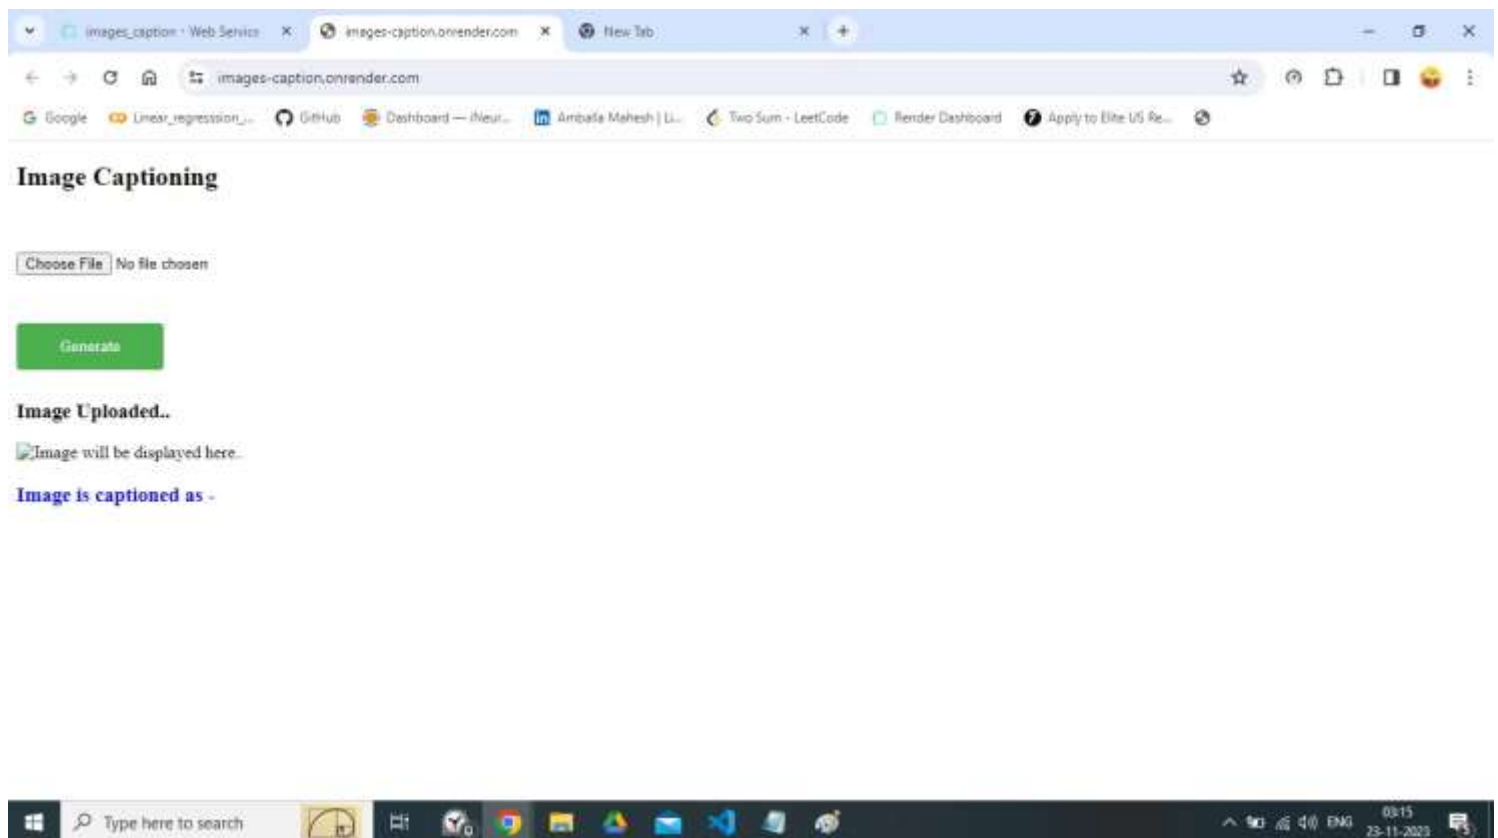 images_caption · Web Service
images-caption.onrender.com
New Tab
images-caption.onrender.com
Google
Linear_regresssion_...
GitHub
Dashboard — iNeur...
Ambala Mahesh | Li...
Two Sum - LeetCode
Render Dashboard
Apply to Elite US Re...
Image Captioning
Choose File No file chosen
Generate
Image Uploaded..
Image will be displayed here..
Image is captioned as -
Type here to search
ENG
03:15
23-11-2023